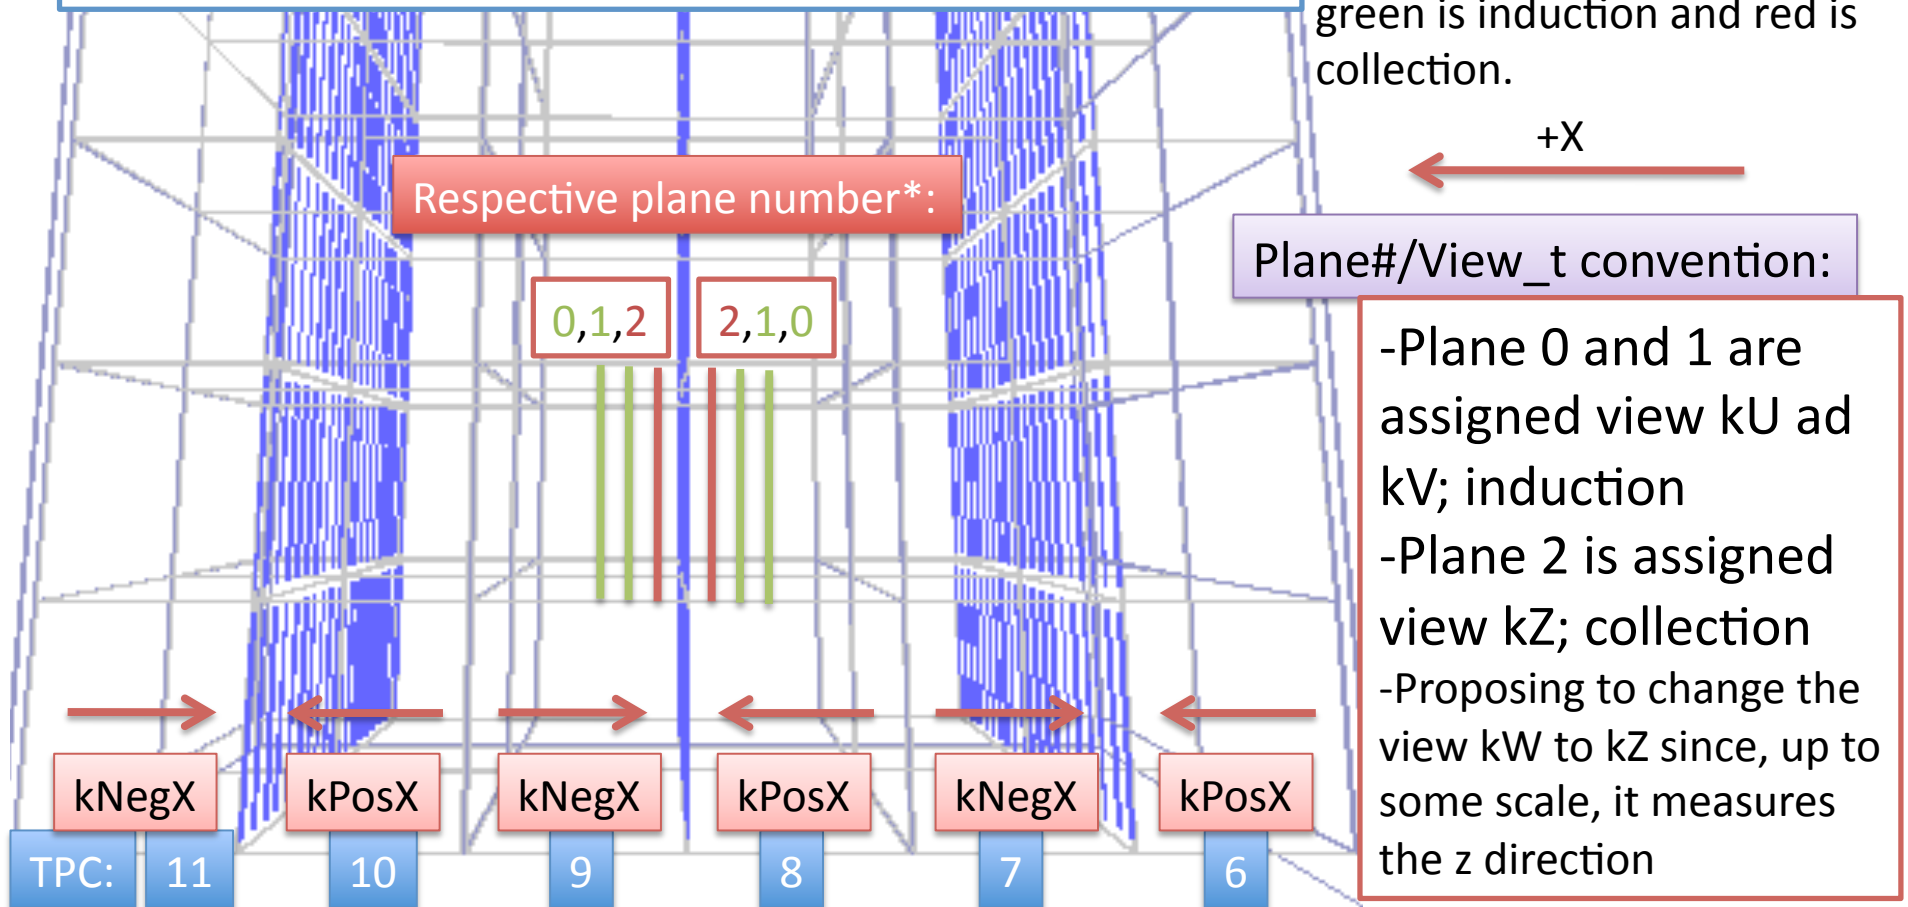 green is induction and red is
collection.
+X
Respective plane number*:
Plane#/View_t convention:
0,1,2
2,1,0
-Plane 0 and 1 are
assigned view kU ad
kV; induction
-Plane 2 is assigned
view kZ; collection
-Proposing to change the
view kW to kZ since, up to
some scale, it measures
the z direction
kNegX kPosX kNegX kPosX kNegX kPosX
TPC: 11 10 9 8 7 6